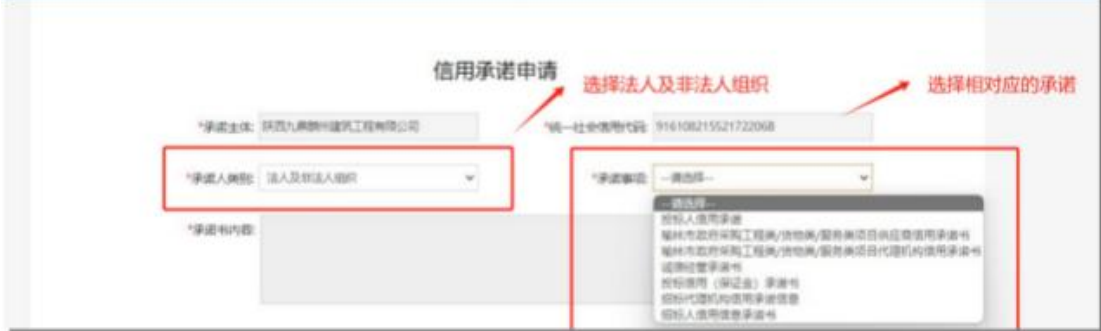 信用承诺申请
选择法人及非法人组织
选择相对应的承诺
*承诺主体: 陕西九鼎 建筑工程有限公司
*统一社会信用代码: 91610821552172206B
*承诺人类别: 法人及非法人组织
*承诺事项: --请选择--
--请选择--
投标人信用承诺
榆林市政府采购工程类/货物类/服务类项目供应商信用承诺书
榆林市政府采购工程类/货物类/服务类项目代理机构信用承诺书
诚信经营承诺书
投标信用（保证金）承诺书
招标代理机构信用承诺信息
招标人信用信息承诺书
*承诺书内容: